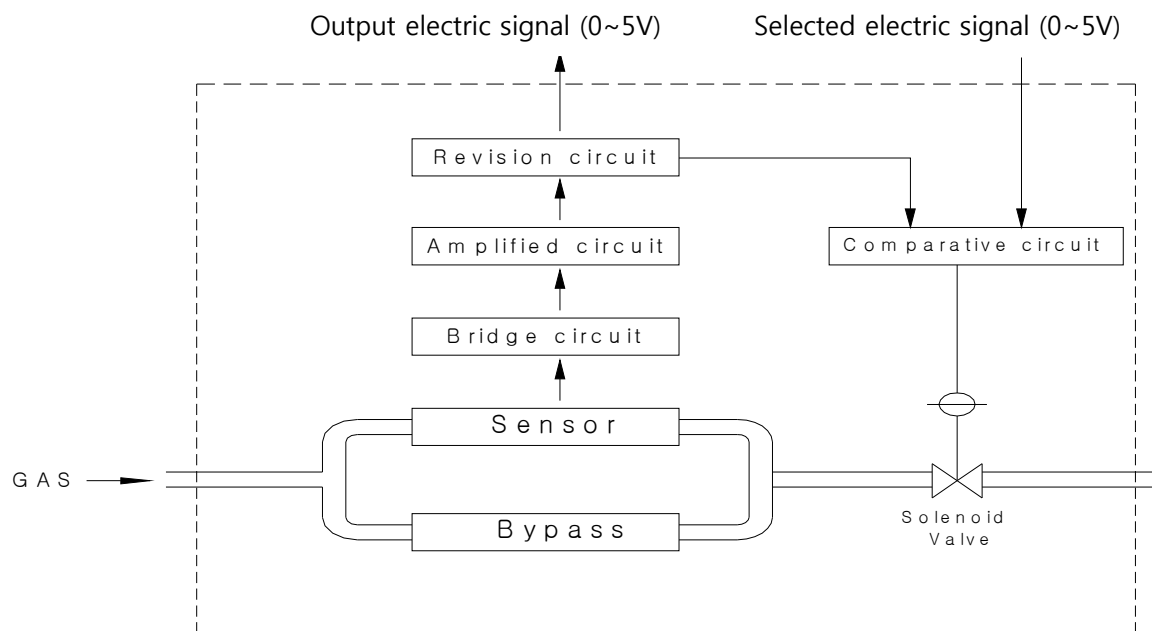 Output electric signal (0~5V)
Selected electric signal (0~5V)
Revision circuit
Amplified circuit
Comparative circuit
Bridge circuit
Sensor
GAS
Bypass
Solenoid
Valve